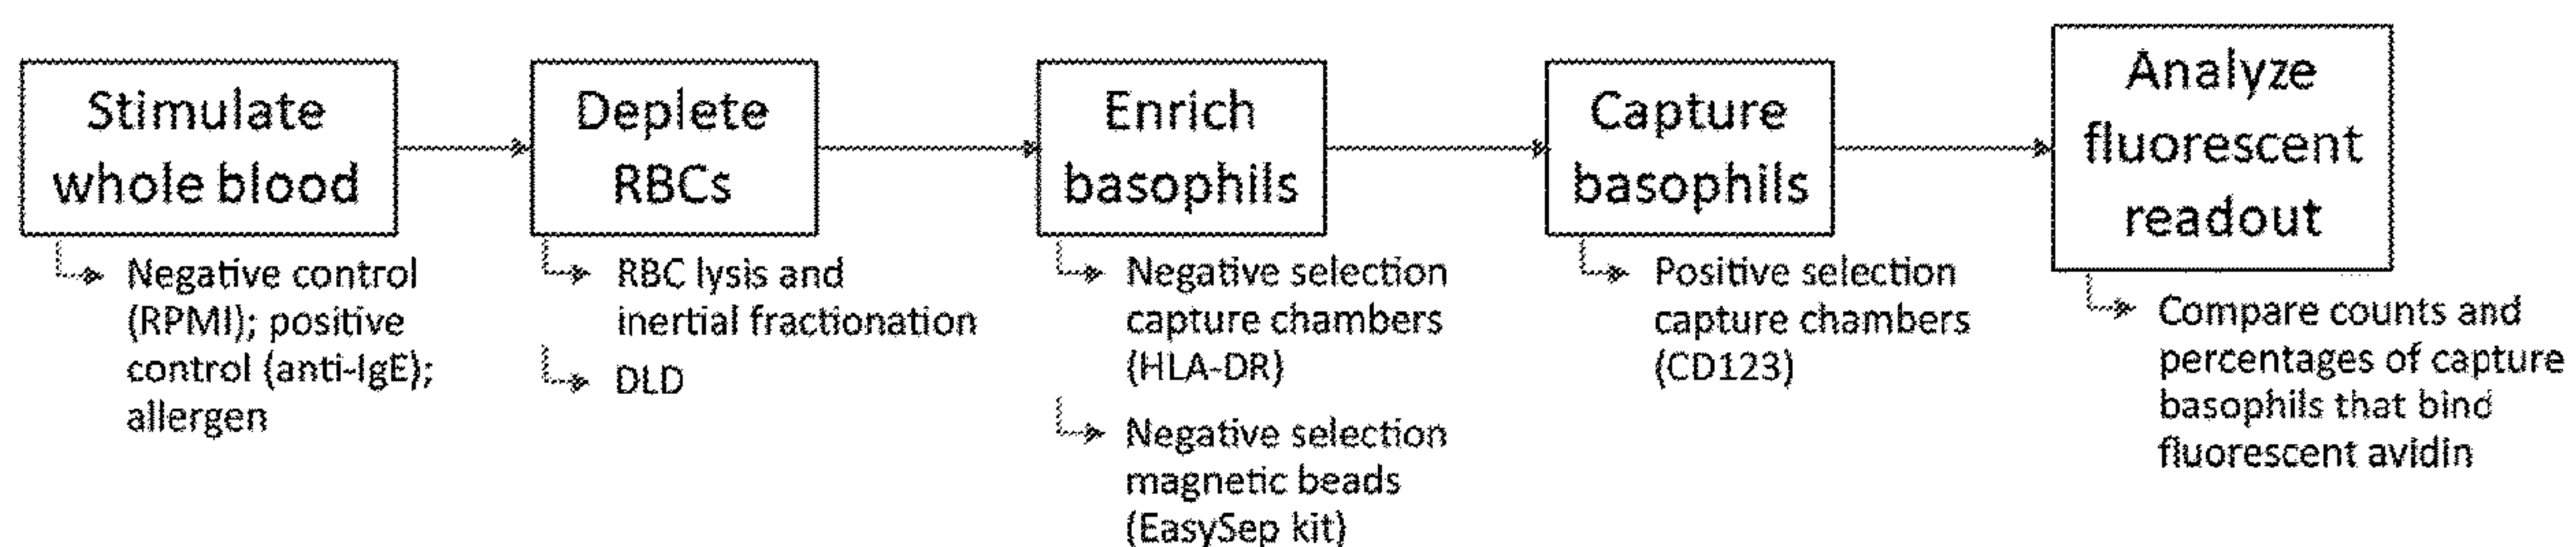 Stimulate
whole blood
Negative control
(RPMI); positive
control (anti-IgE);
allergen
Deplete
RBCs
RBC lysis and
inertial fractionation
DLD
Enrich
basophils
Negative selection
capture chambers
(HLA-DR)
Negative selection
magnetic beads
(EasySep kit)
Capture
basophils
Positive selection
capture chambers
(CD123)
Analyze
fluorescent
readout
Compare counts and
percentages of capture
basophils that bind
fluorescent avidin